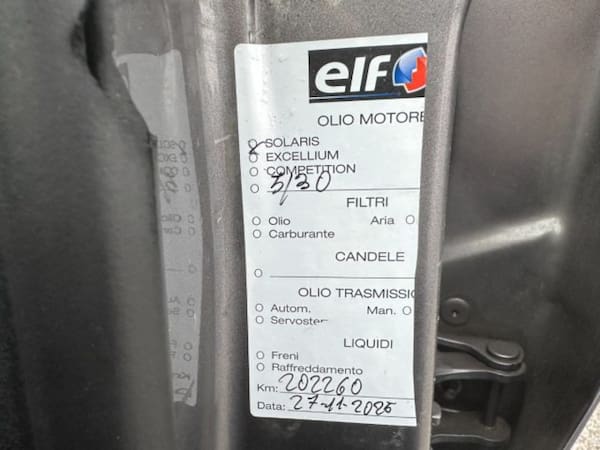 elf
OLIO MOTORE
SOLARIS
EXCELLIUM
COMPETITION
5/30
FILTRI
Olio Aria
Carburante
CANDELE
OLIO TRASMISSIO
Autom. Man.
Servoster
LIQUIDI
Freni
Raffreddamento
Km: 202260
Data: 27-11-2025